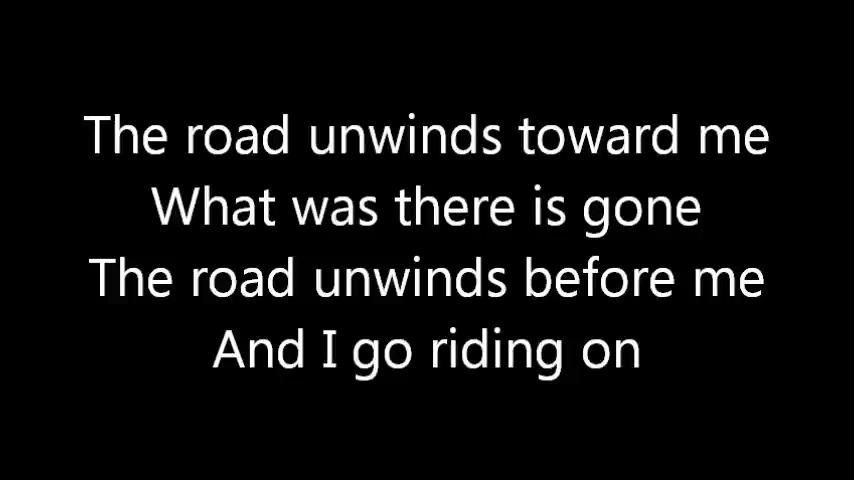 The road unwinds toward me
What was there is gone
The road unwinds before me
And I go riding on